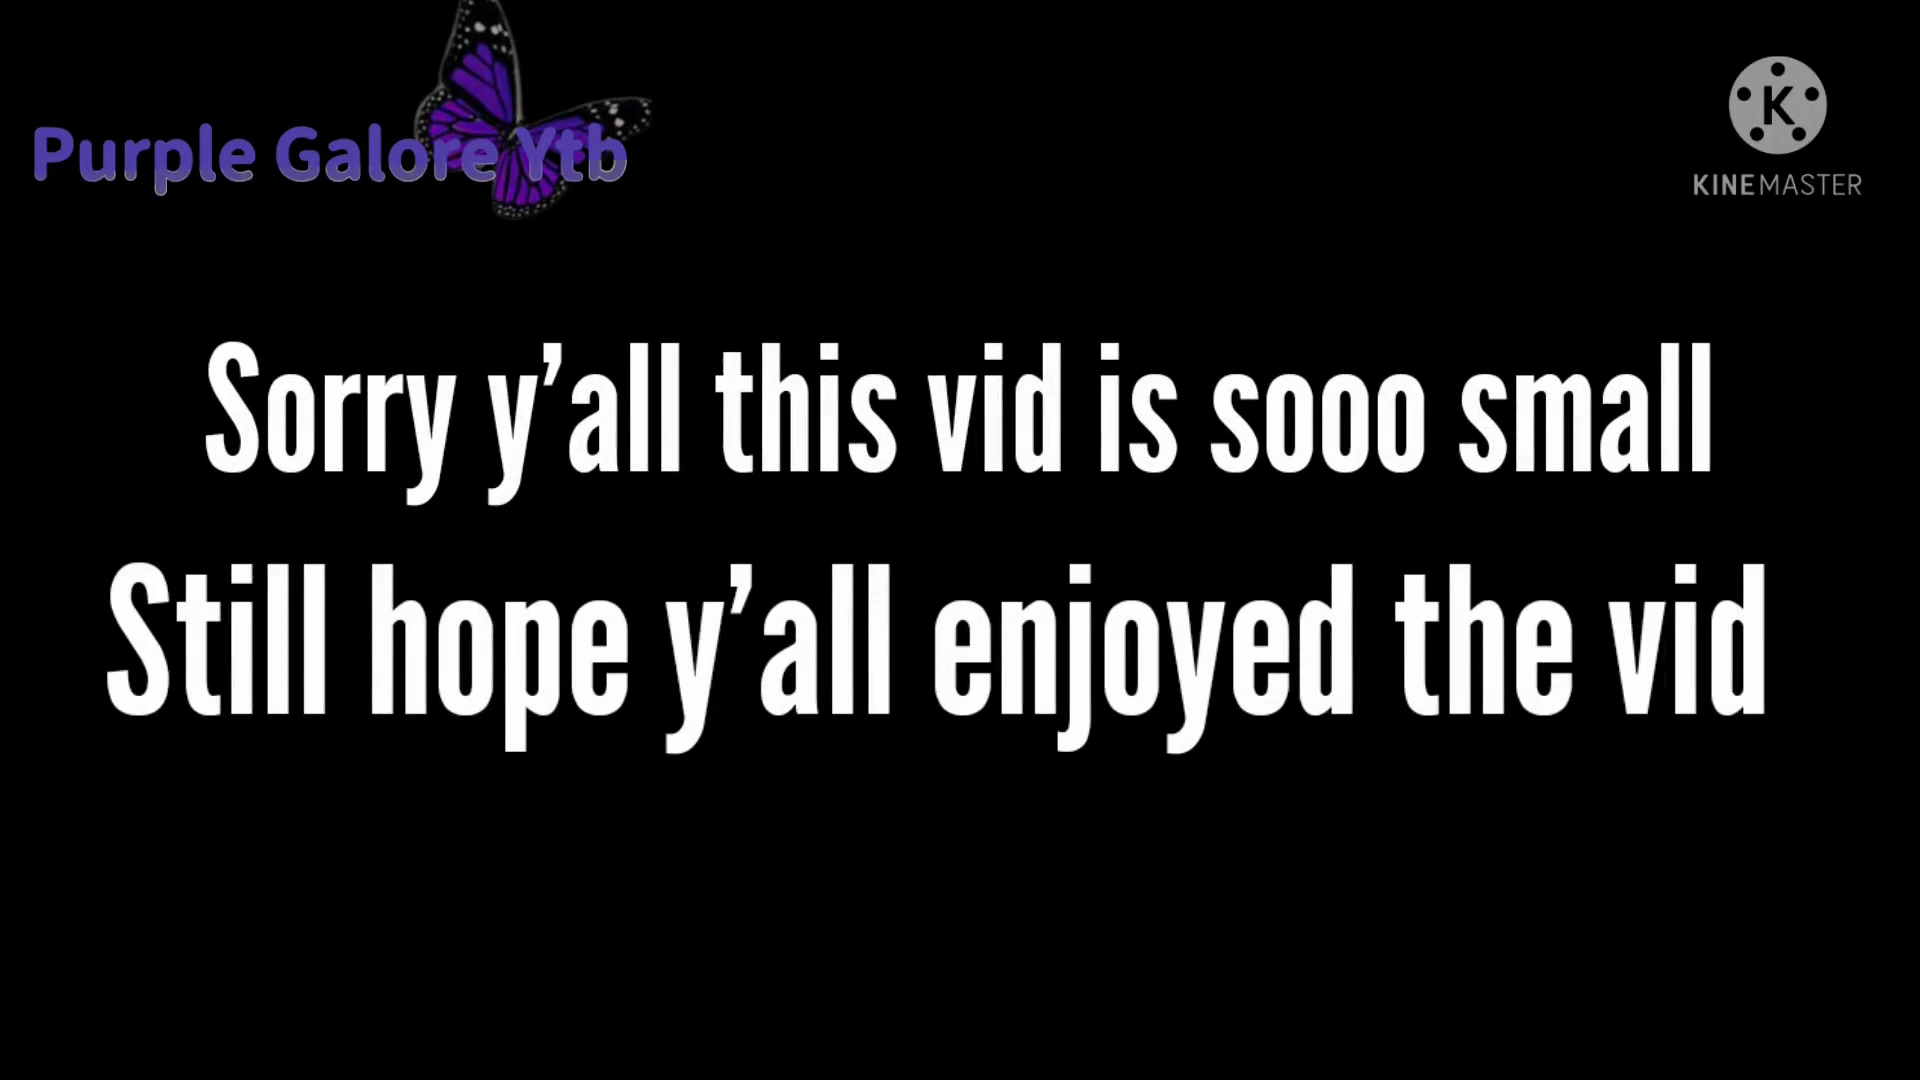 Purple Galore Ytb
K
KINEMASTER
Sorry y’all this vid is sooo small
Still hope y’all enjoyed the vid